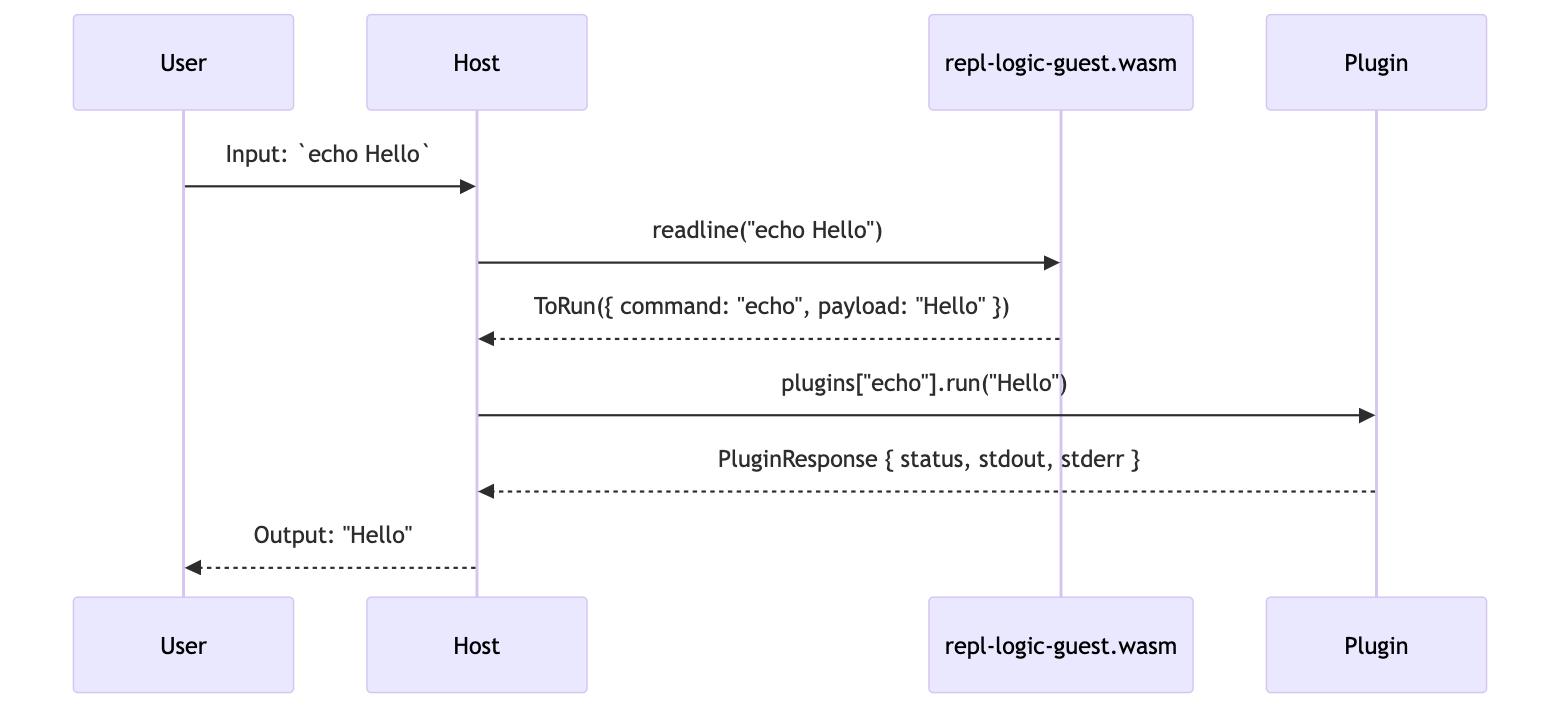 User
Host
repl-logic-guest.wasm
Plugin
Input: `echo Hello`
readline("echo Hello")
ToRun({ command: "echo", payload: "Hello" })
plugins["echo"].run("Hello")
PluginResponse { status, stdout, stderr }
Output: "Hello"
User
Host
repl-logic-guest.wasm
Plugin